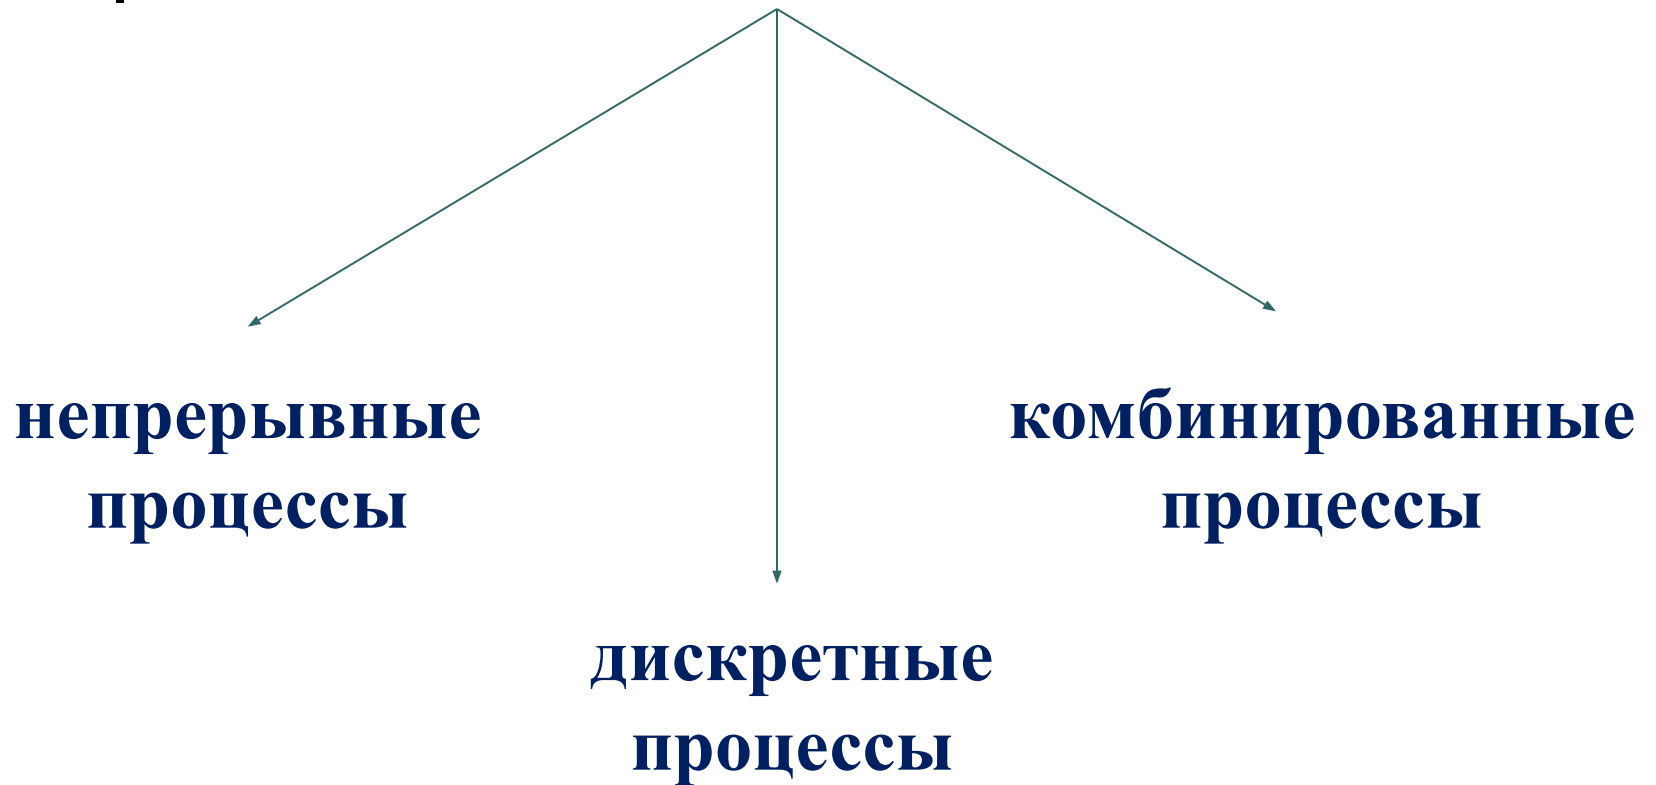 непрерывные
процессы
комбинированные
процессы
дискретные
процессы